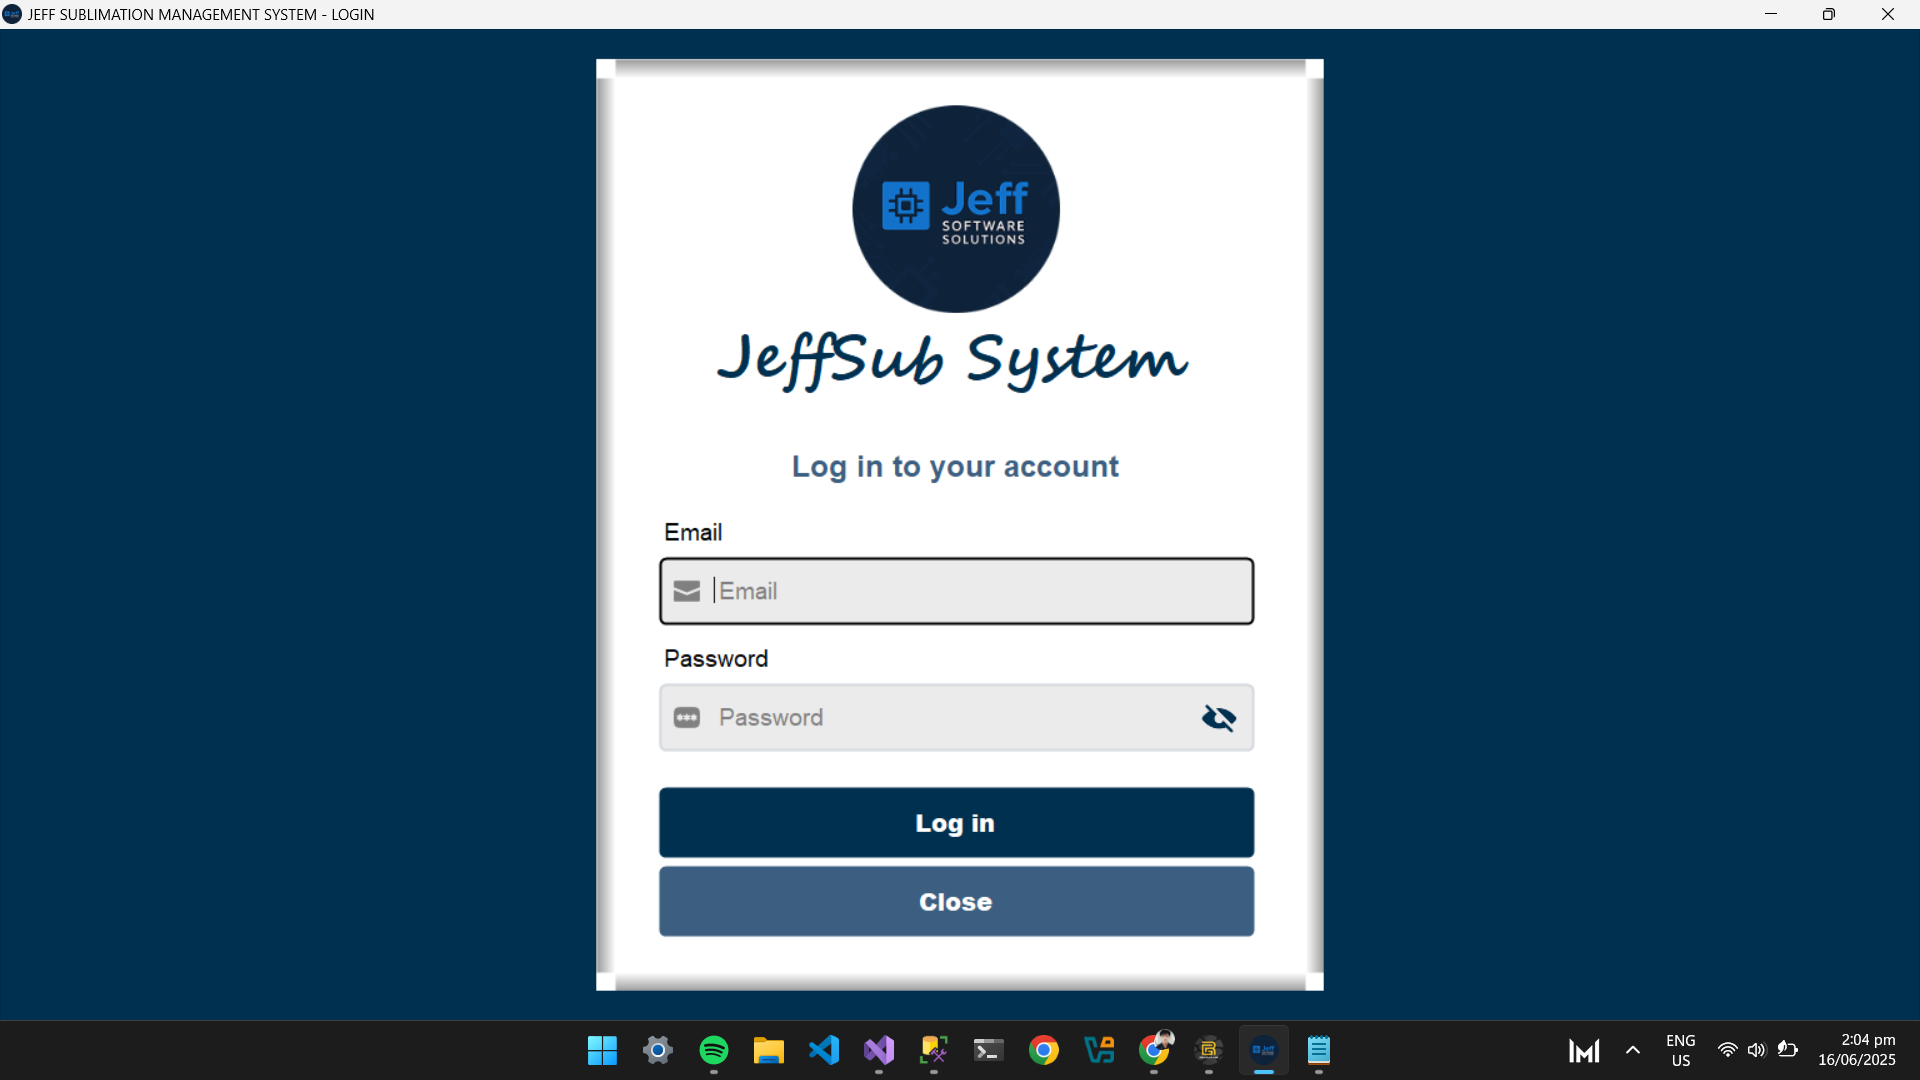 JEFF SUBLIMATION MANAGEMENT SYSTEM - LOGIN
Jeff
SOFTWARE
SOLUTIONS
JeffSub System
Log in to your account
Email
Email
Password
Password
Log in
Close
ENG
US
2:04 pm
16/06/2025